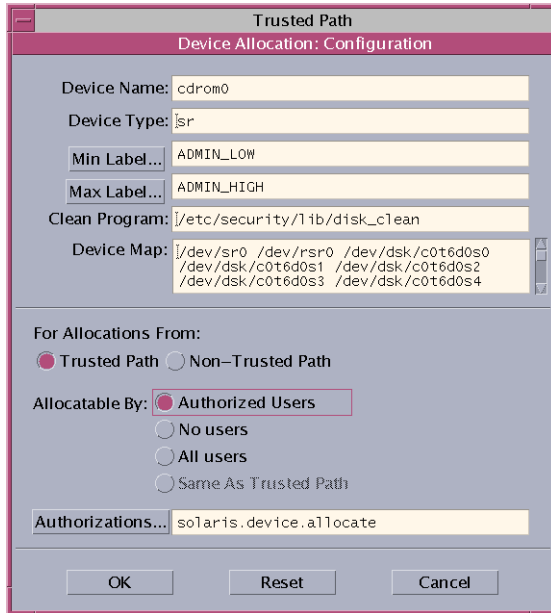 Trusted Path
Device Allocation: Configuration
Device Name: cdrom0
Device Type: sr
Min Label... ADMIN_LOW
Max Label... ADMIN_HIGH
Clean Program: /etc/security/lib/disk_clean
Device Map: /dev/sr0 /dev/rsr0 /dev/dsk/c0t6d0s0
/dev/dsk/c0t6d0s1 /dev/dsk/c0t6d0s2
/dev/dsk/c0t6d0s3 /dev/dsk/c0t6d0s4
For Allocations From:
Trusted Path Non-Trusted Path
Allocatable By: Authorized Users
No users
All users
Same As Trusted Path
Authorizations... solaris.device.allocate
OK Reset Cancel